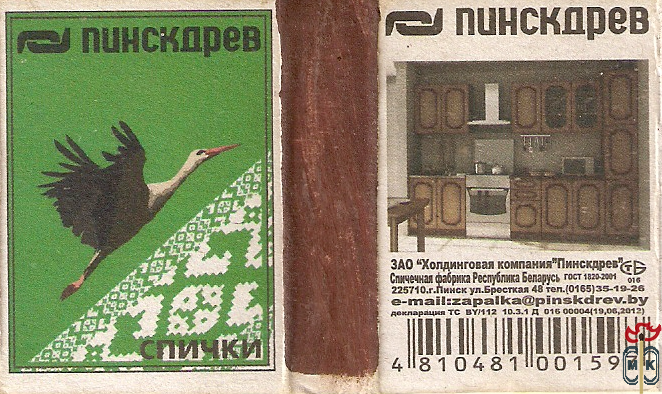 ПИНСКДРЕВ
СПИЧКИ
ПИНСКДРЕВ
ЗАО "Холдинговая компания"Пинскдрев"
Спичечная фабрика Республика Беларусь ГОСТ 1820-2001
016
225710.г.Пинск ул.Брестская 48 тел.(0165)35-19-26
e-mail:zapalka@pinskdrev.by
декларация ТС BY/112 10.3.1 Д 016 00004(19,06,2012)
4 810481 00159
МК